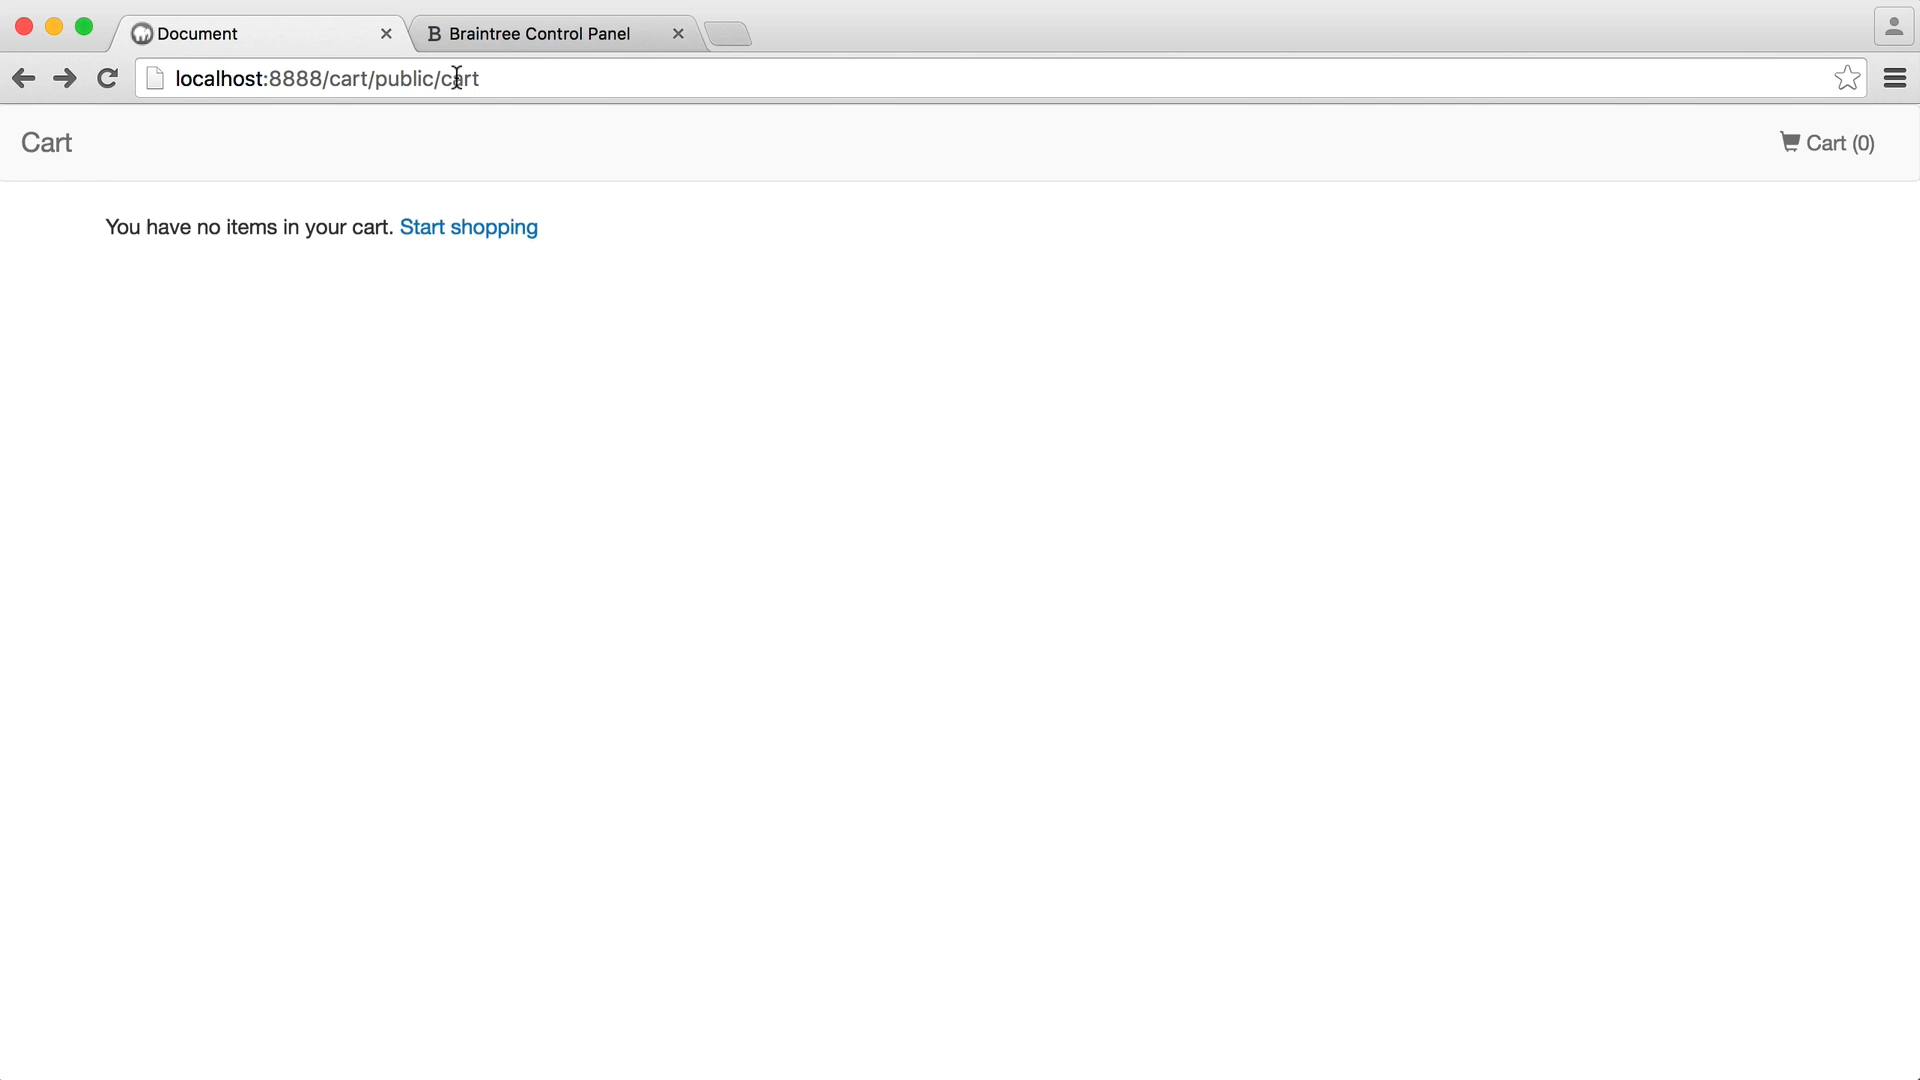 Document
B Braintree Control Panel
localhost:8888/cart/public/cart
Cart
Cart (0)
You have no items in your cart. Start shopping